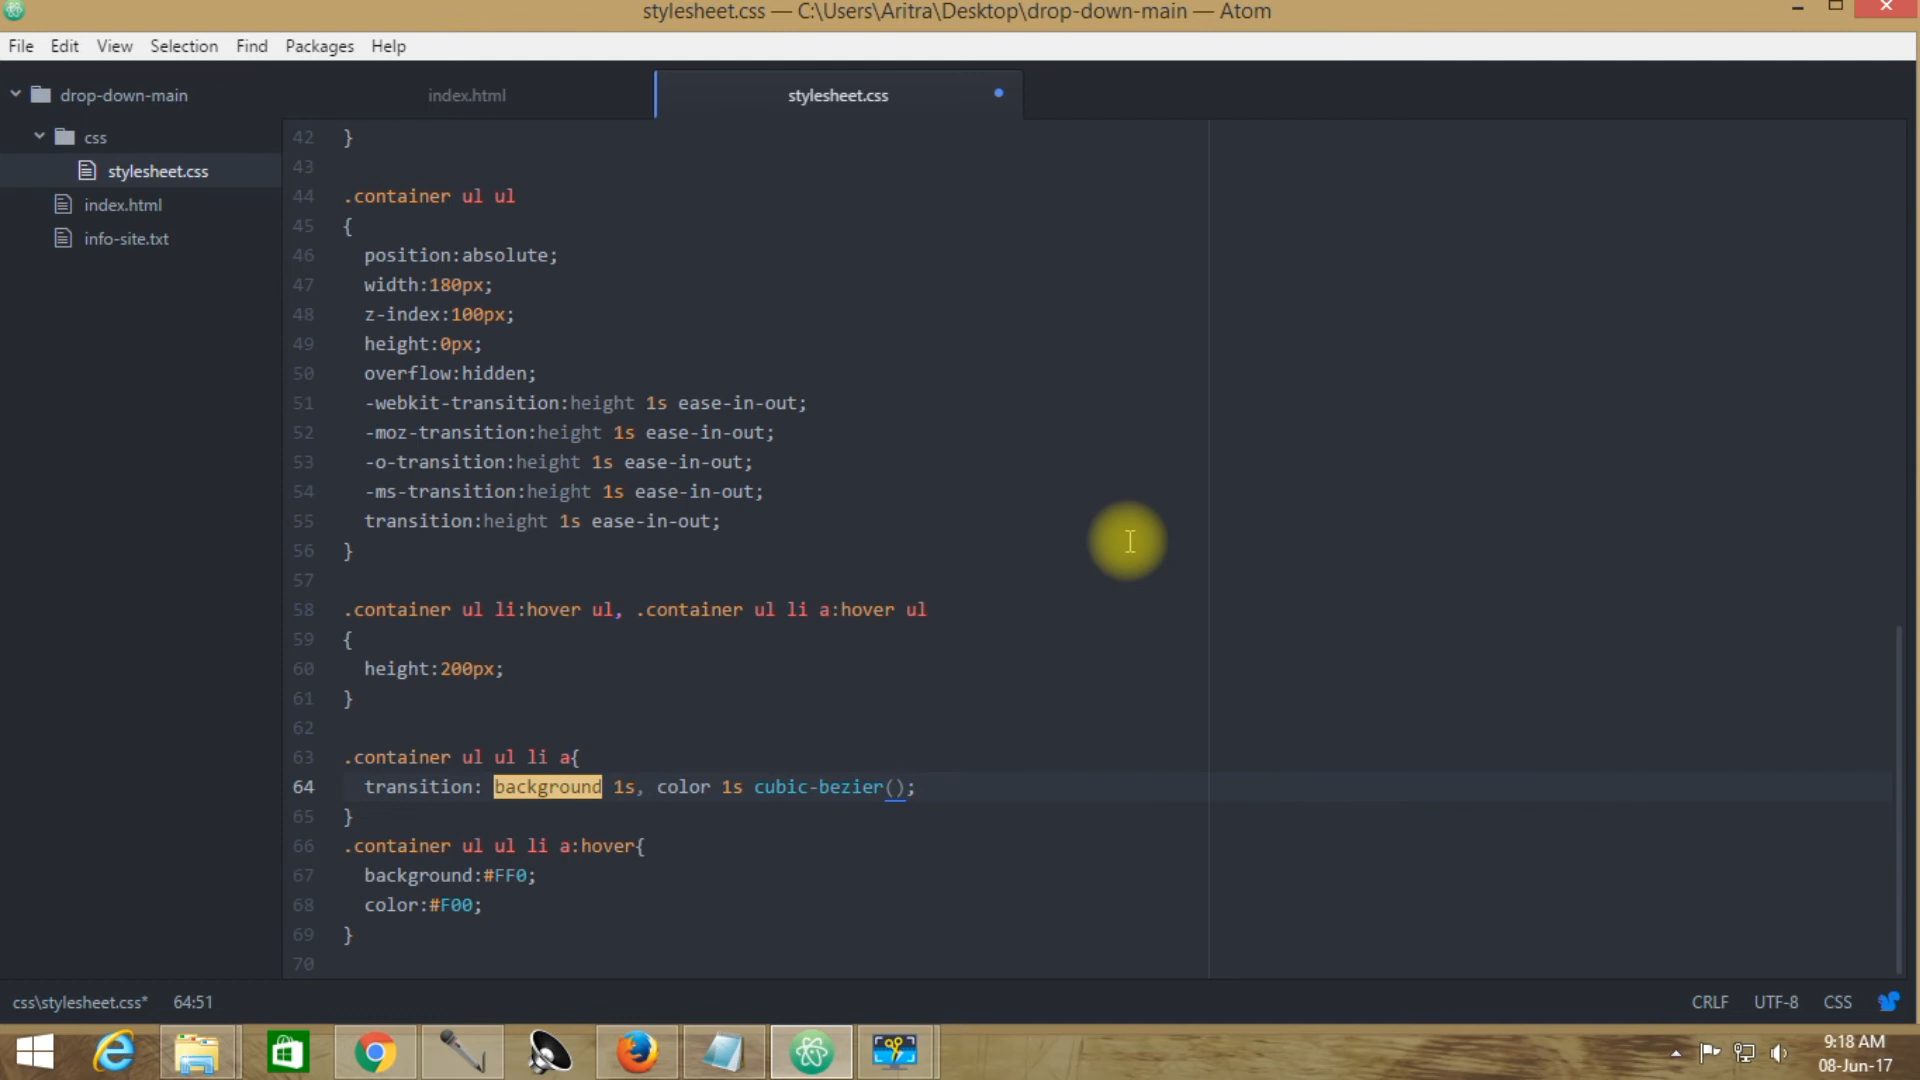 stylesheet.css — C:\Users\Aritra\Desktop\drop-down-main — Atom
File Edit View Selection Find Packages Help
drop-down-main
css
stylesheet.css
index.html
info-site.txt
index.html
stylesheet.css
42 }
43
44 .container ul ul
45 {
46 position:absolute;
47 width:180px;
48 z-index:100px;
49 height:0px;
50 overflow:hidden;
51 -webkit-transition:height 1s ease-in-out;
52 -moz-transition:height 1s ease-in-out;
53 -o-transition:height 1s ease-in-out;
54 -ms-transition:height 1s ease-in-out;
55 transition:height 1s ease-in-out;
56 }
57
58 .container ul li:hover ul, .container ul li a:hover ul
59 {
60 height:200px;
61 }
62
63 .container ul ul li a{
64 transition: background 1s, color 1s cubic-bezier();
65 }
66 .container ul ul li a:hover{
67 background:#FF0;
68 color:#F00;
69 }
70
css\stylesheet.css* 64:51 CRLF UTF-8 CSS
9:18 AM
08-Jun-17